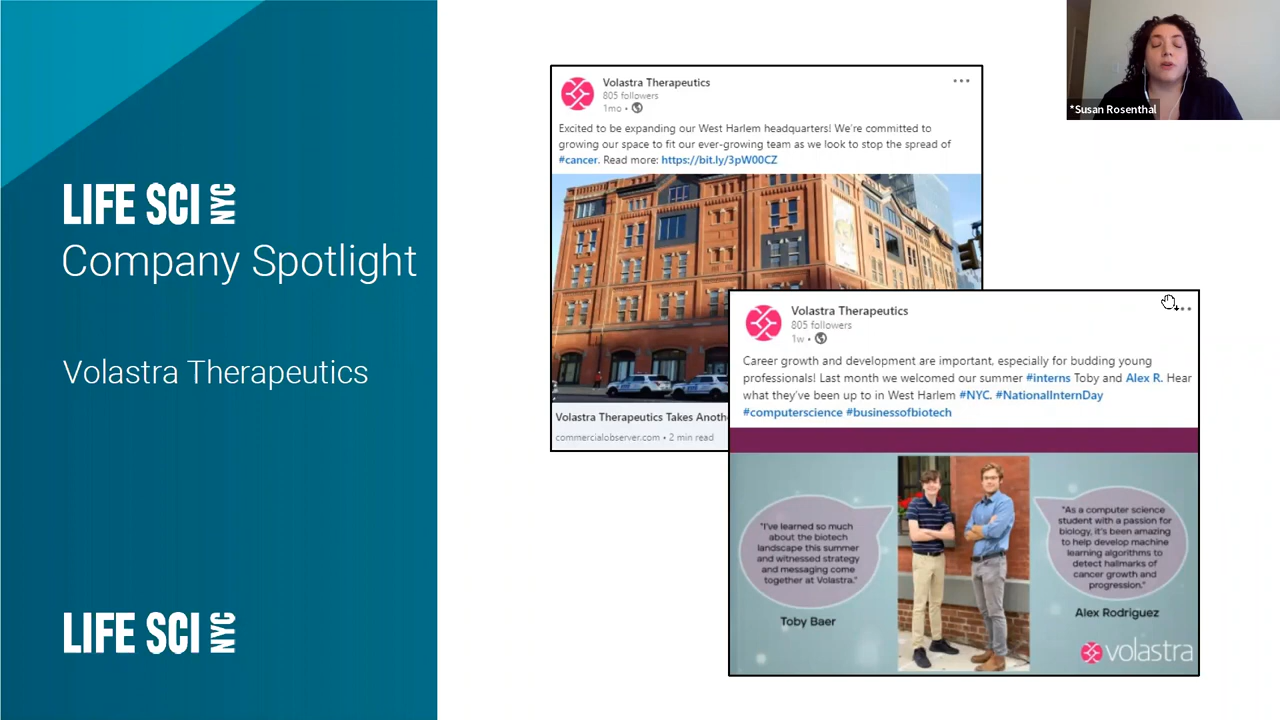 LIFE SCI NYC
Company Spotlight
Volastra Therapeutics
LIFE SCI NYC
Volastra Therapeutics
805 followers
1mo •
Excited to be expanding our West Harlem headquarters! We're committed to
growing our space to fit our ever-growing team as we look to stop the spread of
#cancer. Read more: https://bit.ly/3pW00CZ
Volastra Therapeutics Takes Anoth
commercialobserver.com • 2 min read
Volastra Therapeutics
805 followers
1w •
Career growth and development are important, especially for budding young
professionals! Last month we welcomed our summer #interns Toby and Alex R. Hear
what they've been up to in West Harlem #NYC. #NationalInternDay
#computerscience #businessofbiotech
"I've learned so much
about the biotech
landscape this summer
and witnessed strategy
and messaging come
together at Volastra."
Toby Baer
"As a computer science
student with a passion for
biology, it's been amazing
to help develop machine
learning algorithms to
detect hallmarks of
cancer growth and
progression."
Alex Rodriguez
volastra
*Susan Rosenthal